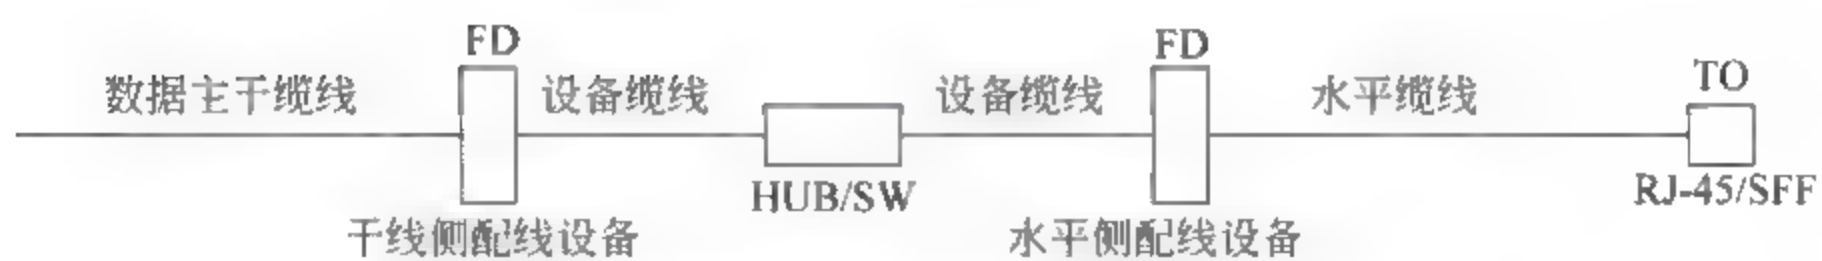 FD
FD
TO
数据主干缆线
设备缆线
设备缆线
水平缆线
HUB/SW
RJ-45/SFF
干线侧配线设备
水平侧配线设备